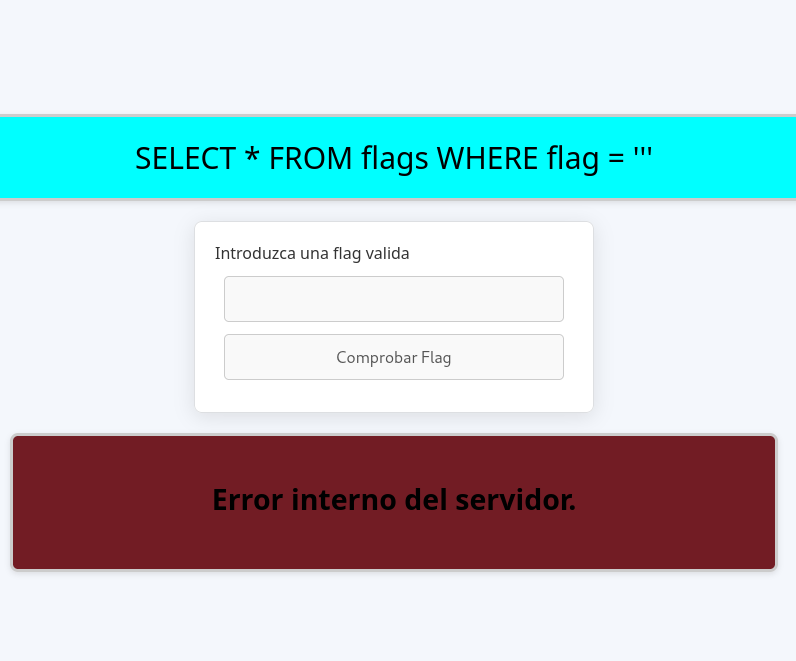 SELECT * FROM flags WHERE flag = '''
Introduzca una flag valida
Comprobar Flag
Error interno del servidor.